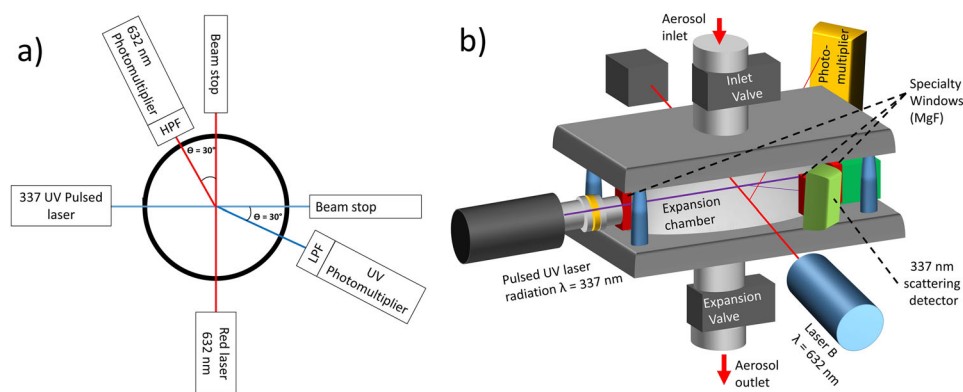 a)
632 nm
Photomultiplier
HPF
Beam stop
Θ = 30°
337 UV Pulsed
laser
Θ = 30°
Beam stop
LPF
UV
Photomultiplier
Red laser
632 nm
b)
Aerosol
inlet
Inlet
Valve
Photo-
multiplier
Specialty
Windows
(MgF)
Expansion
chamber
Pulsed UV laser
radiation λ = 337 nm
Expansion
Valve
Laser B
λ = 632 nm
337 nm
scattering
detector
Aerosol
outlet